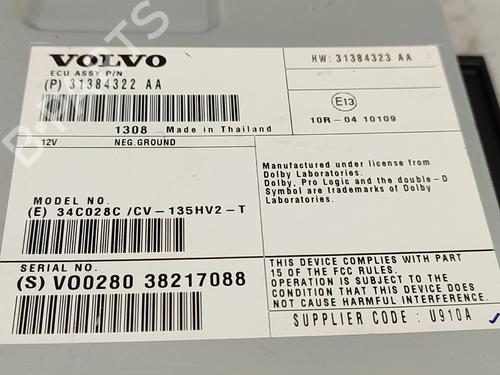 VOLVO
ECU ASSY P/N
(P) 31384322 AA
HW: 31384323 AA
E13
10R-04 10109
1308 Made in Thailand
12V NEG.GROUND
Manufactured under license from
Dolby Laboratories.
Dolby, Pro Logic and the double-D
Symbol are trademarks of Dolby
Laboratories.
MODEL NO.
(E) 34C028C /CV-135HV2-T
SERIAL NO.
(S) VO0280 38217088
THIS DEVICE COMPLIES WITH PART
15 OF THE FCC RULES.
OPERATION IS SUBJECT TO THE
CONDITION THAT THIS DEVICE DOES
NOT CAUSE HARMFUL INTERFERENCE.
SUPPLIER CODE : U910A
B-PARTS